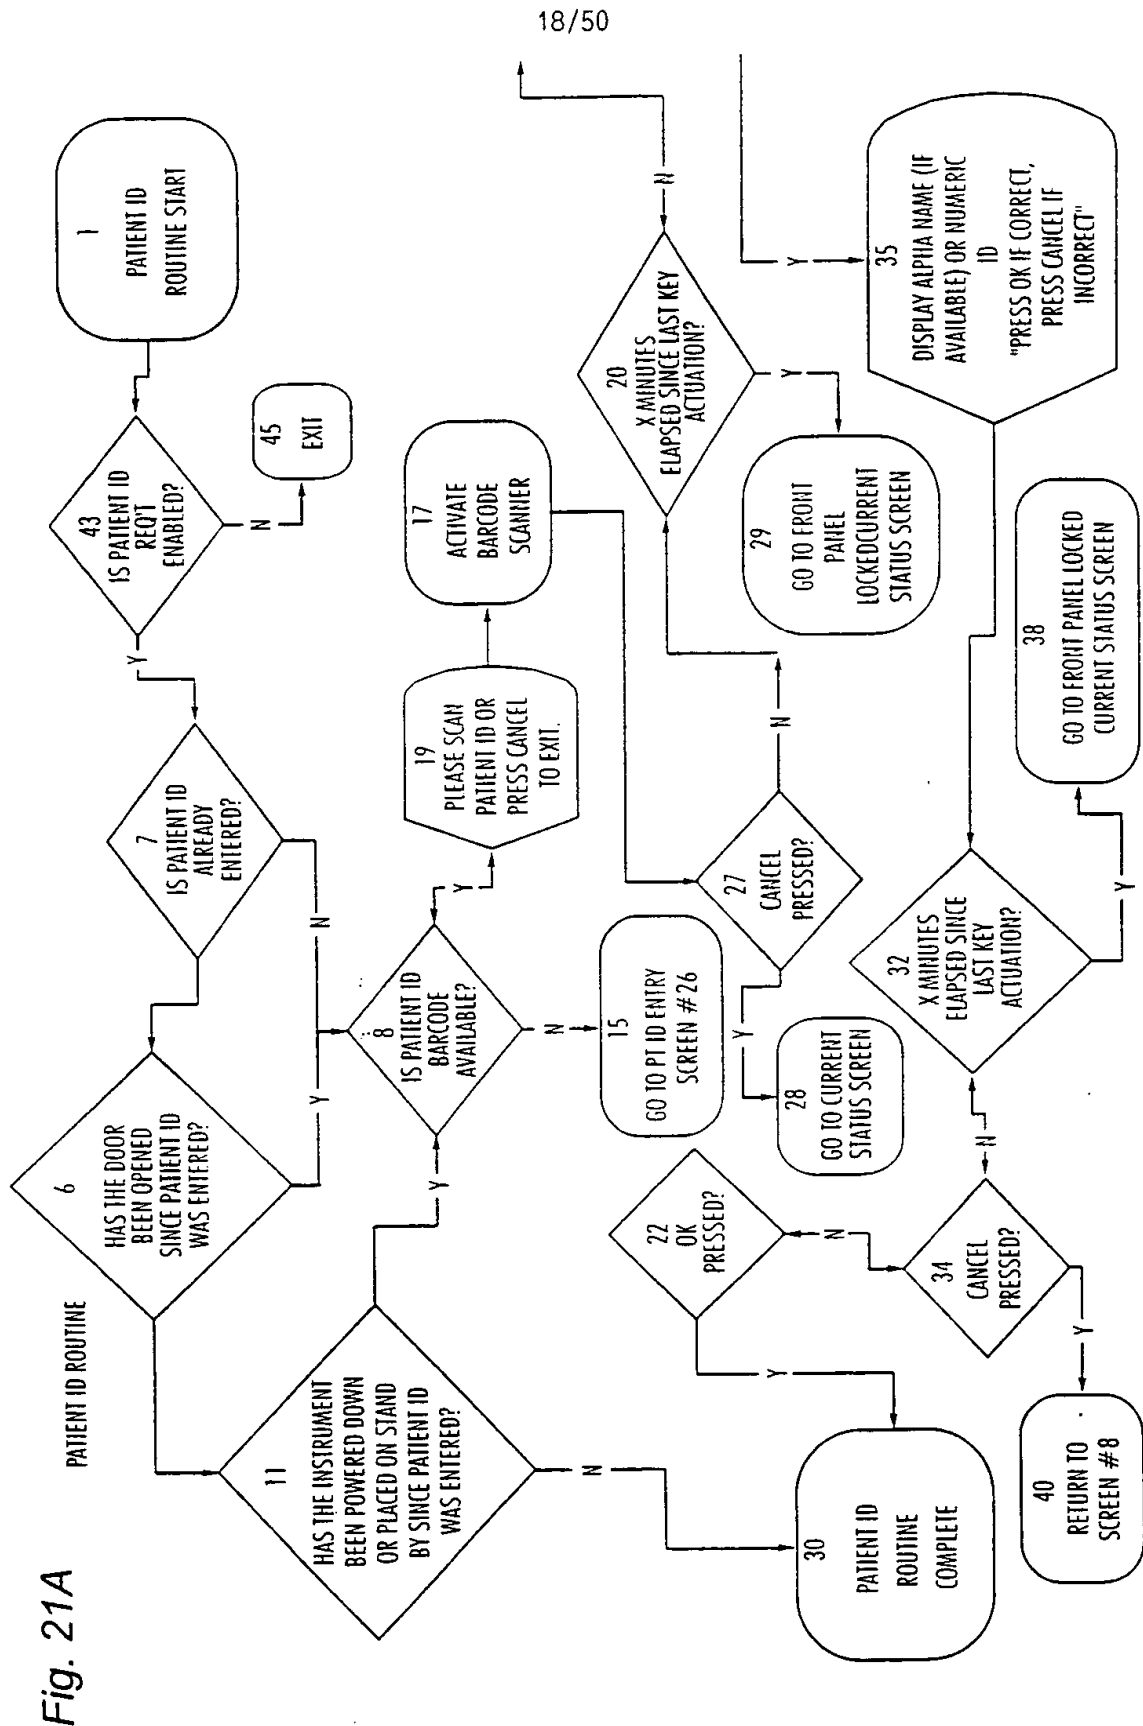 18/50
Fig. 21A
PATIENT ID ROUTINE
1
PATIENT ID
ROUTINE START
43
IS PATIENT ID
REQ'T
ENABLED?
N
45
EXIT
Y
7
IS PATIENT ID
ALREADY
ENTERED?
N
6
HAS THE DOOR
BEEN OPENED
SINCE PATIENT ID
WAS ENTERED?
Y
11
HAS THE INSTRUMENT
BEEN POWERED DOWN
OR PLACED ON STAND
BY SINCE PATIENT ID
WAS ENTERED?
Y
N
8
IS PATIENT ID
BARCODE
AVAILABLE?
Y
N
15
GO TO PT ID ENTRY
SCREEN #26
19
PLEASE SCAN
PATIENT ID OR
PRESS CANCEL
TO EXIT.
17
ACTIVATE
BARCODE
SCANNER
27
CANCEL
PRESSED?
N
Y
28
GO TO CURRENT
STATUS SCREEN
20
X MINUTES
ELAPSED SINCE LAST KEY
ACTUATION?
N
Y
29
GO TO FRONT
PANEL
LOCKEDCURRENT
STATUS SCREEN
Y
35
DISPLAY ALPHA NAME (IF
AVAILABLE) OR NUMERIC
ID
"PRESS OK IF CORRECT,
PRESS CANCEL IF
INCORRECT"
32
X MINUTES
ELAPSED SINCE
LAST KEY
ACTUATION?
Y
38
GO TO FRONT PANEL LOCKED
CURRENT STATUS SCREEN
N
34
CANCEL
PRESSED?
Y
40
RETURN TO
SCREEN #8
N
22
OK
PRESSED?
Y
30
PATIENT ID
ROUTINE
COMPLETE